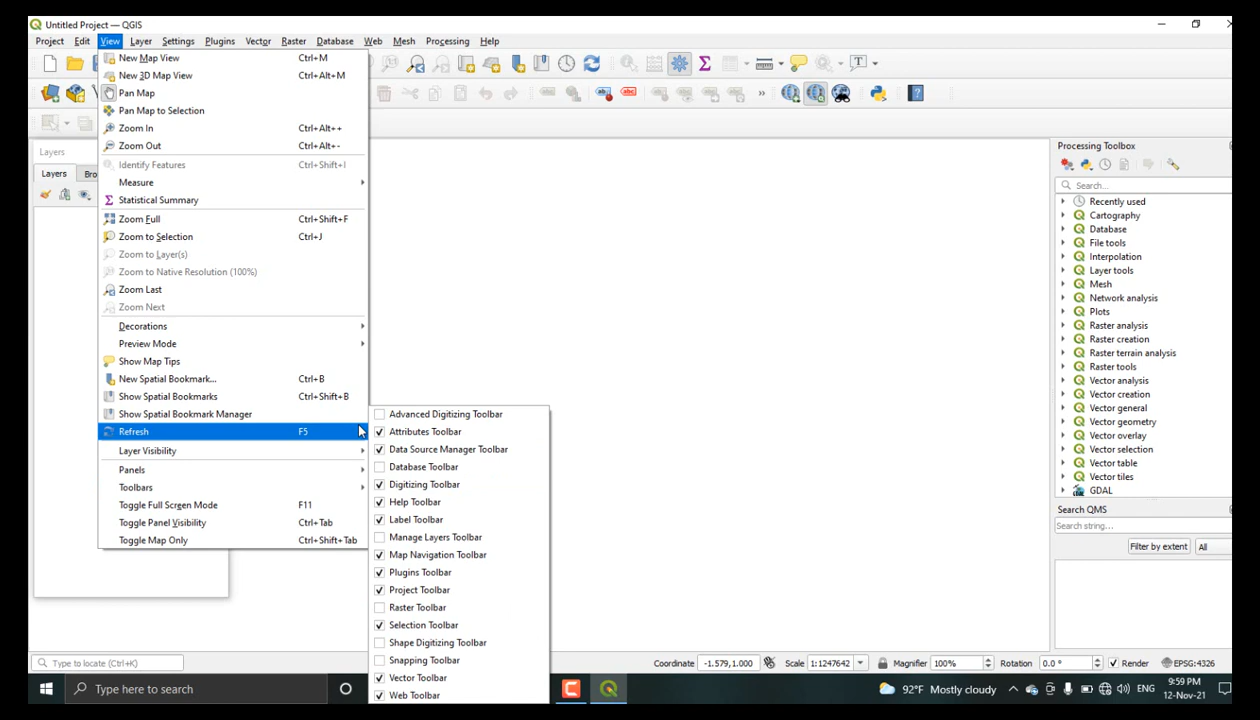 Untitled Project — QGIS
Project Edit View Layer Settings Plugins Vector Raster Database Web Mesh Processing Help
New Map View Ctrl+M
New 3D Map View Ctrl+Alt+M
Pan Map
Pan Map to Selection
Zoom In Ctrl+Alt++
Zoom Out Ctrl+Alt+-
Identify Features Ctrl+Shift+I
Measure
Statistical Summary
Zoom Full Ctrl+Shift+F
Zoom to Selection Ctrl+J
Zoom to Layer(s)
Zoom to Native Resolution (100%)
Zoom Last
Zoom Next
Decorations
Preview Mode
Show Map Tips
New Spatial Bookmark... Ctrl+B
Show Spatial Bookmarks Ctrl+Shift+B
Show Spatial Bookmark Manager
Refresh F5
Layer Visibility
Panels
Toolbars
Toggle Full Screen Mode F11
Toggle Panel Visibility Ctrl+Tab
Toggle Map Only Ctrl+Shift+Tab
Advanced Digitizing Toolbar
Attributes Toolbar
Data Source Manager Toolbar
Database Toolbar
Digitizing Toolbar
Help Toolbar
Label Toolbar
Manage Layers Toolbar
Map Navigation Toolbar
Plugins Toolbar
Project Toolbar
Raster Toolbar
Selection Toolbar
Shape Digitizing Toolbar
Snapping Toolbar
Vector Toolbar
Web Toolbar
Layers
Layers Bro
Processing Toolbox
Search...
Recently used
Cartography
Database
File tools
Interpolation
Layer tools
Mesh
Network analysis
Plots
Raster analysis
Raster creation
Raster terrain analysis
Raster tools
Vector analysis
Vector creation
Vector general
Vector geometry
Vector overlay
Vector selection
Vector table
Vector tiles
GDAL
Search QMS
Search string...
Filter by extent All
Type to locate (Ctrl+K) Coordinate -1.579,1.000 Scale 1:1247642 Magnifier 100% Rotation 0.0 ° Render EPSG:4326
Type here to search 92°F Mostly cloudy ENG 9:59 PM
12-Nov-21